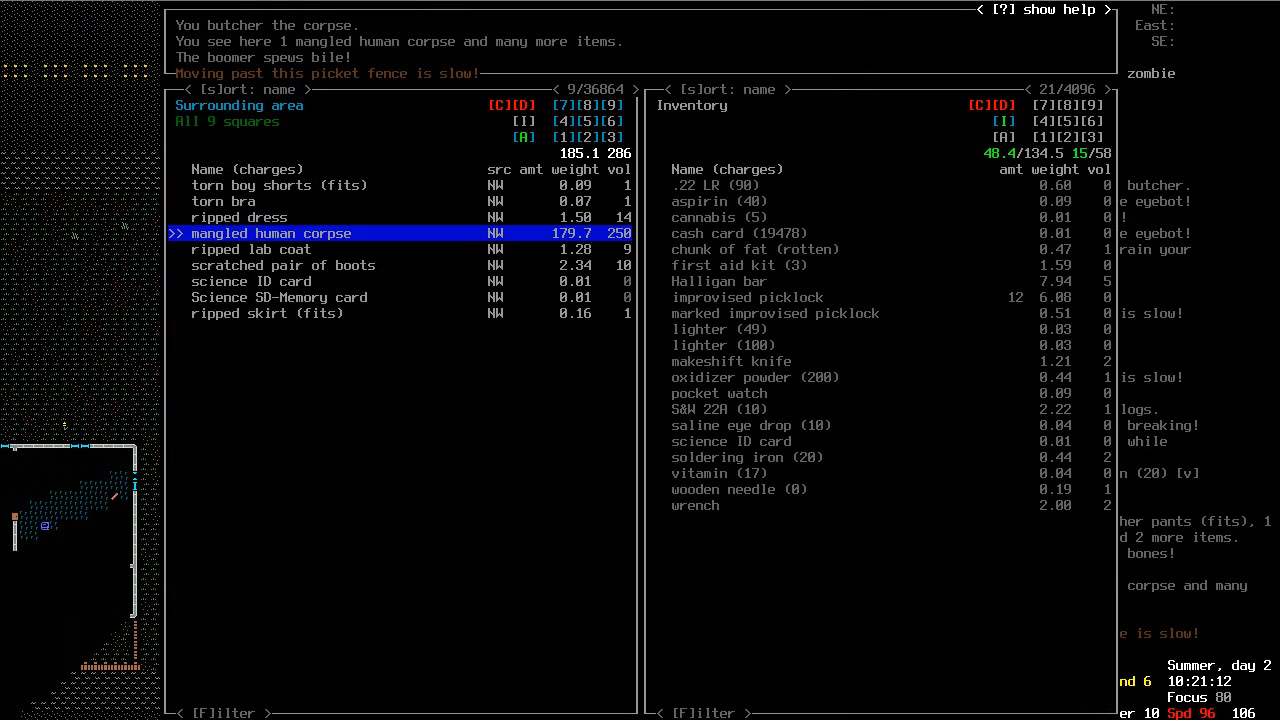 < [?] show help >
NE:
You butcher the corpse.
East:
You see here 1 mangled human corpse and many more items.
SE:
The boomer spews bile!
Moving past this picket fence is slow!
zombie
< [s]ort: name > < 9/36864 >
< [s]ort: name > < 21/4096 >
Surrounding area [C][D] [7][8][9]
Inventory [C][D] [7][8][9]
All 9 squares [I] [4][5][6]
[I] [4][5][6]
[A] [1][2][3]
[A] [1][2][3]
185.1 286
48.4/134.5 15/58
Name (charges) src amt weight vol
Name (charges) amt weight vol
torn boy shorts (fits) NW 0.09 1
.22 LR (90) 0.60 0
butcher.
torn bra NW 0.07 1
aspirin (40) 0.09 0
e eyebot!
ripped dress NW 1.50 14
cannabis (5) 0.01 0
!
>> mangled human corpse NW 179.7 250
cash card (19478) 0.01 0
e eyebot!
ripped lab coat NW 1.28 9
chunk of fat (rotten) 0.47 1
rain your
scratched pair of boots NW 2.34 10
first aid kit (3) 1.59 0
science ID card NW 0.01 0
Halligan bar 7.94 5
Science SD-Memory card NW 0.01 0
improvised picklock 12 6.08 0
ripped skirt (fits) NW 0.16 1
marked improvised picklock 0.51 0
is slow!
lighter (49) 0.03 0
lighter (100) 0.03 0
makeshift knife 1.21 2
oxidizer powder (200) 0.44 1
is slow!
pocket watch 0.09 0
S&W 22A (10) 2.22 1
logs.
saline eye drop (10) 0.04 0
breaking!
science ID card 0.01 0
while
soldering iron (20) 0.44 2
vitamin (17) 0.04 0
n (20) [v]
wooden needle (0) 0.19 1
wrench 2.00 2
her pants (fits), 1
d 2 more items.
bones!
corpse and many
e is slow!
Summer, day 2
nd 6 10:21:12
Focus 80
< [F]ilter >
< [F]ilter >
er 10 Spd 96 106